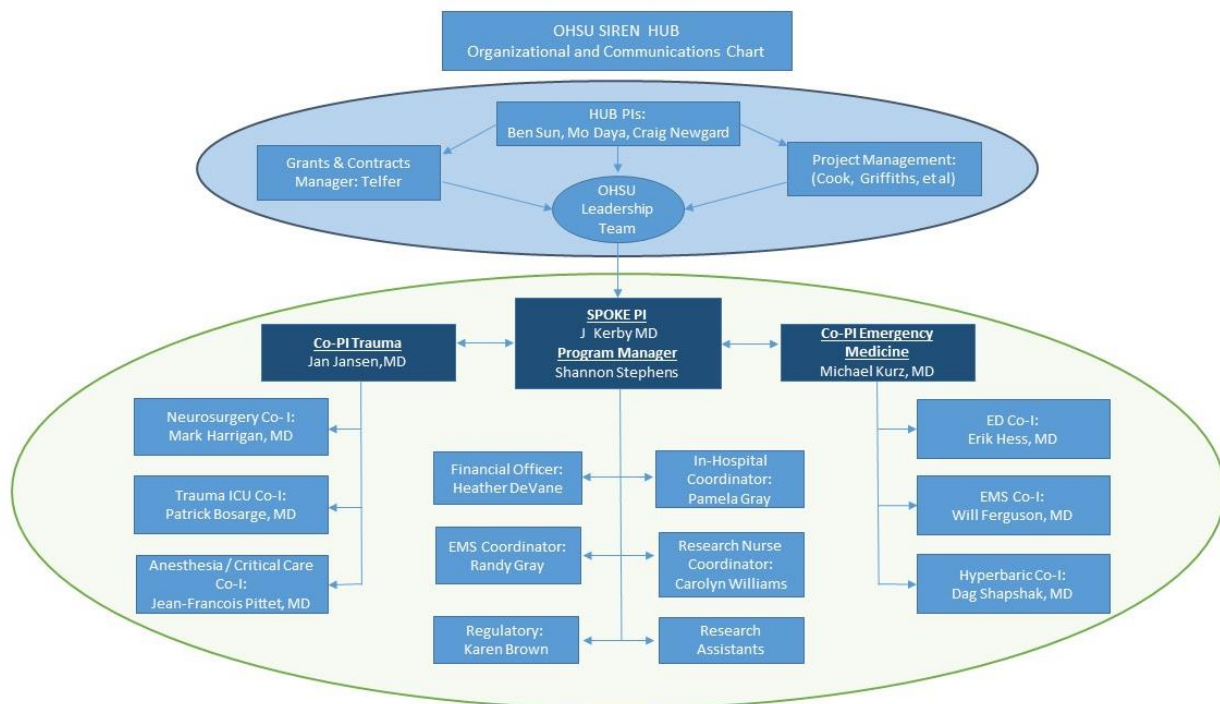 OHSU SIREN HUB
Organizational and Communications Chart
HUB PIs:
Ben Sun, Mo Daya, Craig Newgard
Grants & Contracts
Manager: Telfer
Project Management:
(Cook, Griffiths, et al)
OHSU
Leadership
Team
SPOKE PI
J Kerby MD
Program Manager
Shannon Stephens
Co-PI Trauma
Jan Jansen,MD
Co-PI Emergency
Medicine
Michael Kurz, MD
Neurosurgery Co- I:
Mark Harrigan, MD
Trauma ICU Co-I:
Patrick Bosarge, MD
Anesthesia / Critical Care
Co-I:
Jean-Francois Pittet, MD
Financial Officer:
Heather DeVane
In-Hospital
Coordinator:
Pamela Gray
EMS Coordinator:
Randy Gray
Research Nurse
Coordinator:
Carolyn Williams
Regulatory:
Karen Brown
Research
Assistants
ED Co-I:
Erik Hess, MD
EMS Co-I:
Will Ferguson, MD
Hyperbaric Co-I:
Dag Shapshak, MD